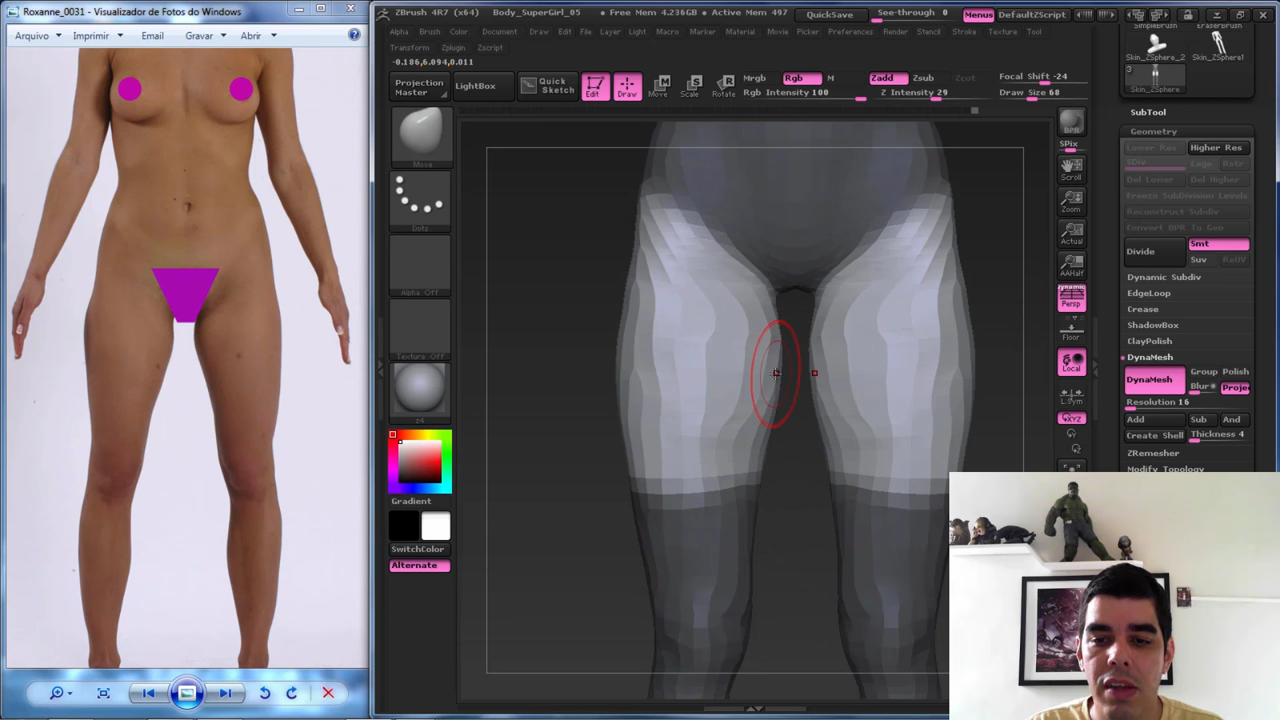 Roxanne_0031 - Visualizador de Fotos do Windows
Arquivo Imprimir Email Gravar Abrir
ZBrush 4R7 (x64) Body_SuperGirl_05 • Free Mem 4.236GB • Active Mem 497
QuickSave See-through 0 Menus DefaultZScript
Alpha Brush Color Document Draw Edit File Layer Light Macro Marker Material Movie Picker Preferences Render Stencil Stroke Texture Tool
Transform Zplugin Zscript
-0.186,6.094,0.011
Projection Master
LightBox
Quick Sketch
Edit Draw Move Scale Rotate
Mrgb Rgb M
Rgb Intensity 100
Zadd Zsub Zcut
Z Intensity 29
Focal Shift -24
Draw Size 68
Move
Dots
Alpha Off
Texture Off
Gradient
SwitchColor
Alternate
BPR
SPix
Scroll
Zoom
Actual
AAHalf
Dynamic
Persp
Floor
Local
L.Sym
XYZ
SimpleBrush EraserBrush
Skin_ZSphere_2 Skin_ZSphere1
3
Skin_ZSphere
SubTool
Geometry
Lower Res Higher Res
SDiv Cage Rstr
Del Lower Del Higher
Freeze SubDivision Levels
Reconstruct Subdiv
Convert BPR To Geo
Divide Smt
Suv ReUV
Dynamic Subdiv
EdgeLoop
Crease
ShadowBox
ClayPolish
DynaMesh
DynaMesh Group Polish
Blur Proje
Resolution 16
Add Sub And
Create Shell Thickness 4
ZRemesher
Modify Topology